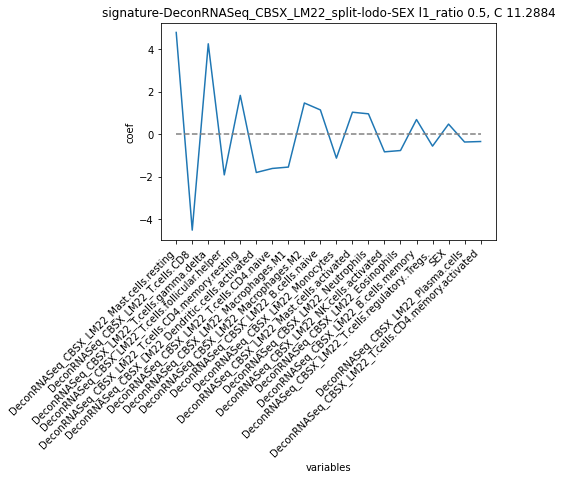 signature-DeconRNASeq_CBSX_LM22_split-lodo-SEX l1_ratio 0.5, C 11.2884
4
2
0
−2
−4
coef
DeconRNASeq_CBSX_LM22_Mast.cells.resting
DeconRNASeq_CBSX_LM22_T.cells.CD8
DeconRNASeq_CBSX_LM22_T.cells.gamma.delta
DeconRNASeq_CBSX_LM22_T.cells.follicular.helper
DeconRNASeq_CBSX_LM22_T.cells.CD4.memory.resting
DeconRNASeq_CBSX_LM22_Dendritic.cells.activated
DeconRNASeq_CBSX_LM22_T.cells.CD4.naive
DeconRNASeq_CBSX_LM22_Macrophages.M1
DeconRNASeq_CBSX_LM22_Macrophages.M2
DeconRNASeq_CBSX_LM22_B.cells.naive
DeconRNASeq_CBSX_LM22_Monocytes
DeconRNASeq_CBSX_LM22_Mast.cells.activated
DeconRNASeq_CBSX_LM22_Neutrophils
DeconRNASeq_CBSX_LM22_NK.cells.activated
DeconRNASeq_CBSX_LM22_Eosinophils
DeconRNASeq_CBSX_LM22_B.cells.memory
DeconRNASeq_CBSX_LM22_T.cells.regulatory..Tregs.
SEX
DeconRNASeq_CBSX_LM22_Plasma.cells
DeconRNASeq_CBSX_LM22_T.cells.CD4.memory.activated
variables